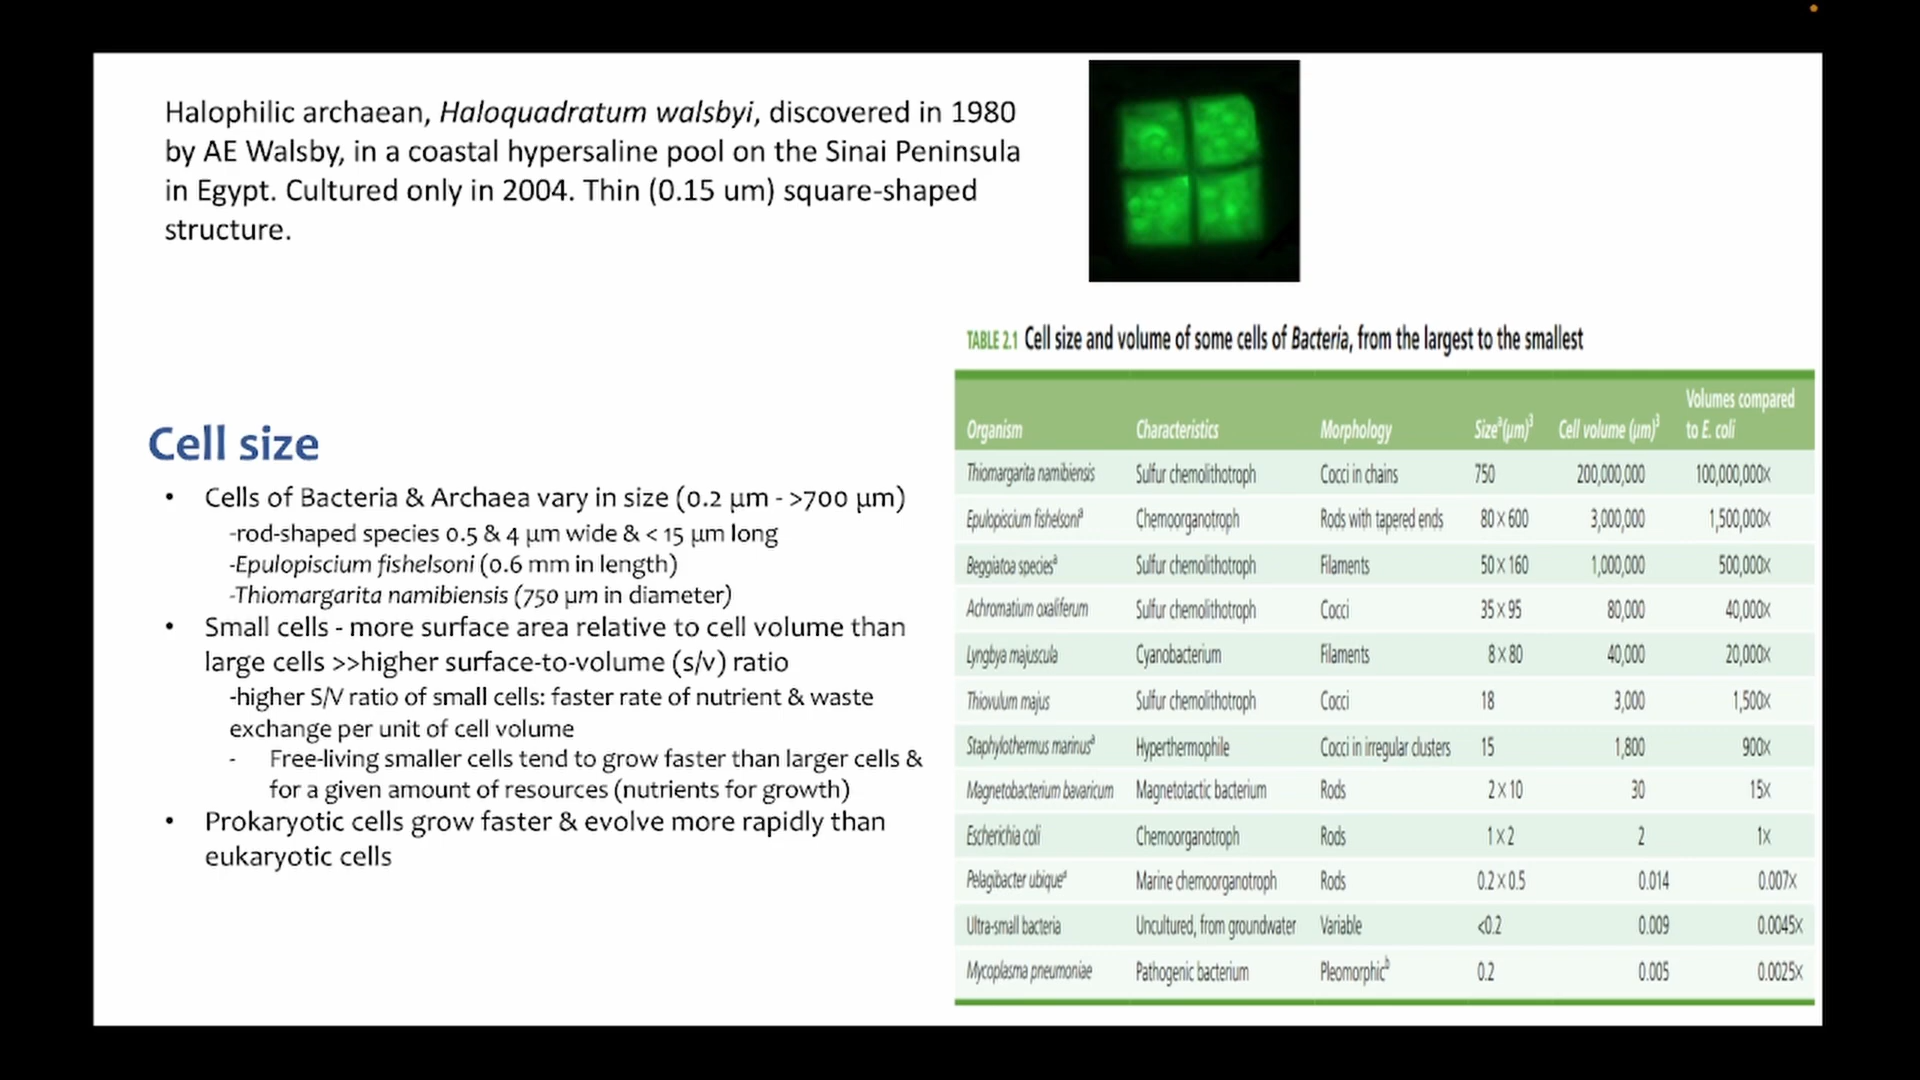 Halophilic archaean, Haloquadratum walsbyi, discovered in 1980
by AE Walsby, in a coastal hypersaline pool on the Sinai Peninsula
in Egypt. Cultured only in 2004. Thin (0.15 um) square-shaped
structure.
Cell size
• Cells of Bacteria & Archaea vary in size (0.2 µm - >700 µm)
-rod-shaped species 0.5 & 4 µm wide & < 15 µm long
-Epulopiscium fishelsoni (0.6 mm in length)
-Thiomargarita namibiensis (750 µm in diameter)
• Small cells - more surface area relative to cell volume than
large cells >>higher surface-to-volume (s/v) ratio
-higher S/V ratio of small cells: faster rate of nutrient & waste
exchange per unit of cell volume
- Free-living smaller cells tend to grow faster than larger cells &
for a given amount of resources (nutrients for growth)
• Prokaryotic cells grow faster & evolve more rapidly than
eukaryotic cells
TABLE 2.1 Cell size and volume of some cells of Bacteria, from the largest to the smallest
Volumes compared
Organism Characteristics Morphology Sizeᵃ(µm)³ Cell volume (µm)³ to E. coli
Thiomargarita namibiensis Sulfur chemolithotroph Cocci in chains 750 200,000,000 100,000,000x
Epulopiscium fishelsoniᵃ Chemoorganotroph Rods with tapered ends 80 × 600 3,000,000 1,500,000x
Beggiatoa speciesᵃ Sulfur chemolithotroph Filaments 50 × 160 1,000,000 500,000x
Achromatium oxaliferum Sulfur chemolithotroph Cocci 35 × 95 80,000 40,000x
Lyngbya majuscula Cyanobacterium Filaments 8 × 80 40,000 20,000x
Thiovulum majus Sulfur chemolithotroph Cocci 18 3,000 1,500x
Staphylothermus marinusᵃ Hyperthermophile Cocci in irregular clusters 15 1,800 900x
Magnetobacterium bavaricum Magnetotactic bacterium Rods 2 × 10 30 15x
Escherichia coli Chemoorganotroph Rods 1 × 2 2 1x
Pelagibacter ubiqueᵃ Marine chemoorganotroph Rods 0.2 × 0.5 0.014 0.007x
Ultra-small bacteria Uncultured, from groundwater Variable <0.2 0.009 0.0045x
Mycoplasma pneumoniae Pathogenic bacterium Pleomorphicᵇ 0.2 0.005 0.0025x